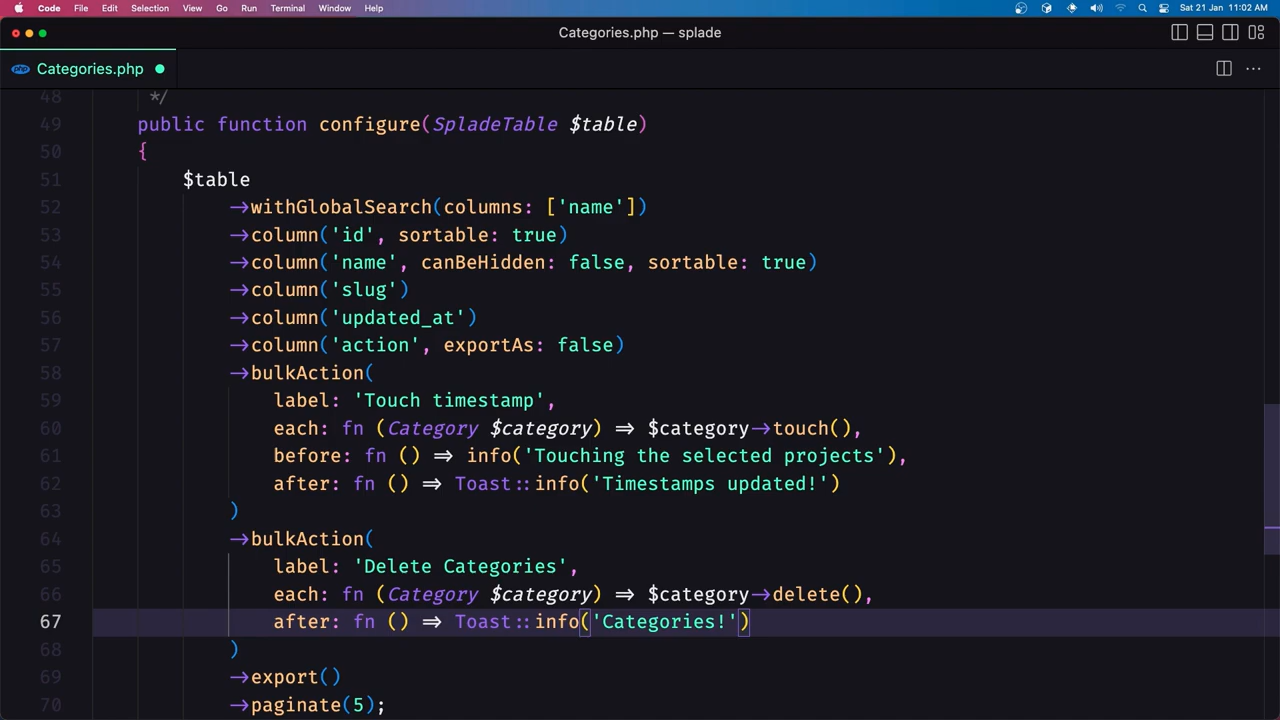 Code File Edit Selection View Go Run Terminal Window Help Sat 21 Jan 11:02 AM
Categories.php — splade
php Categories.php
48 */
49 public function configure(SpladeTable $table)
50 {
51 $table
52 ->withGlobalSearch(columns: ['name'])
53 ->column('id', sortable: true)
54 ->column('name', canBeHidden: false, sortable: true)
55 ->column('slug')
56 ->column('updated_at')
57 ->column('action', exportAs: false)
58 ->bulkAction(
59 label: 'Touch timestamp',
60 each: fn (Category $category) => $category->touch(),
61 before: fn () => info('Touching the selected projects'),
62 after: fn () => Toast::info('Timestamps updated!')
63 )
64 ->bulkAction(
65 label: 'Delete Categories',
66 each: fn (Category $category) => $category->delete(),
67 after: fn () => Toast::info('Categories!')
68 )
69 ->export()
70 ->paginate(5);